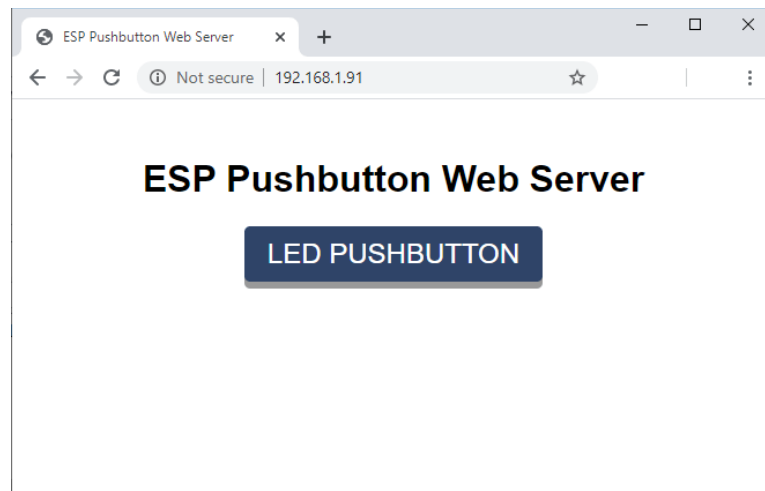 ESP Pushbutton Web Server
Not secure | 192.168.1.91
ESP Pushbutton Web Server
LED PUSHBUTTON